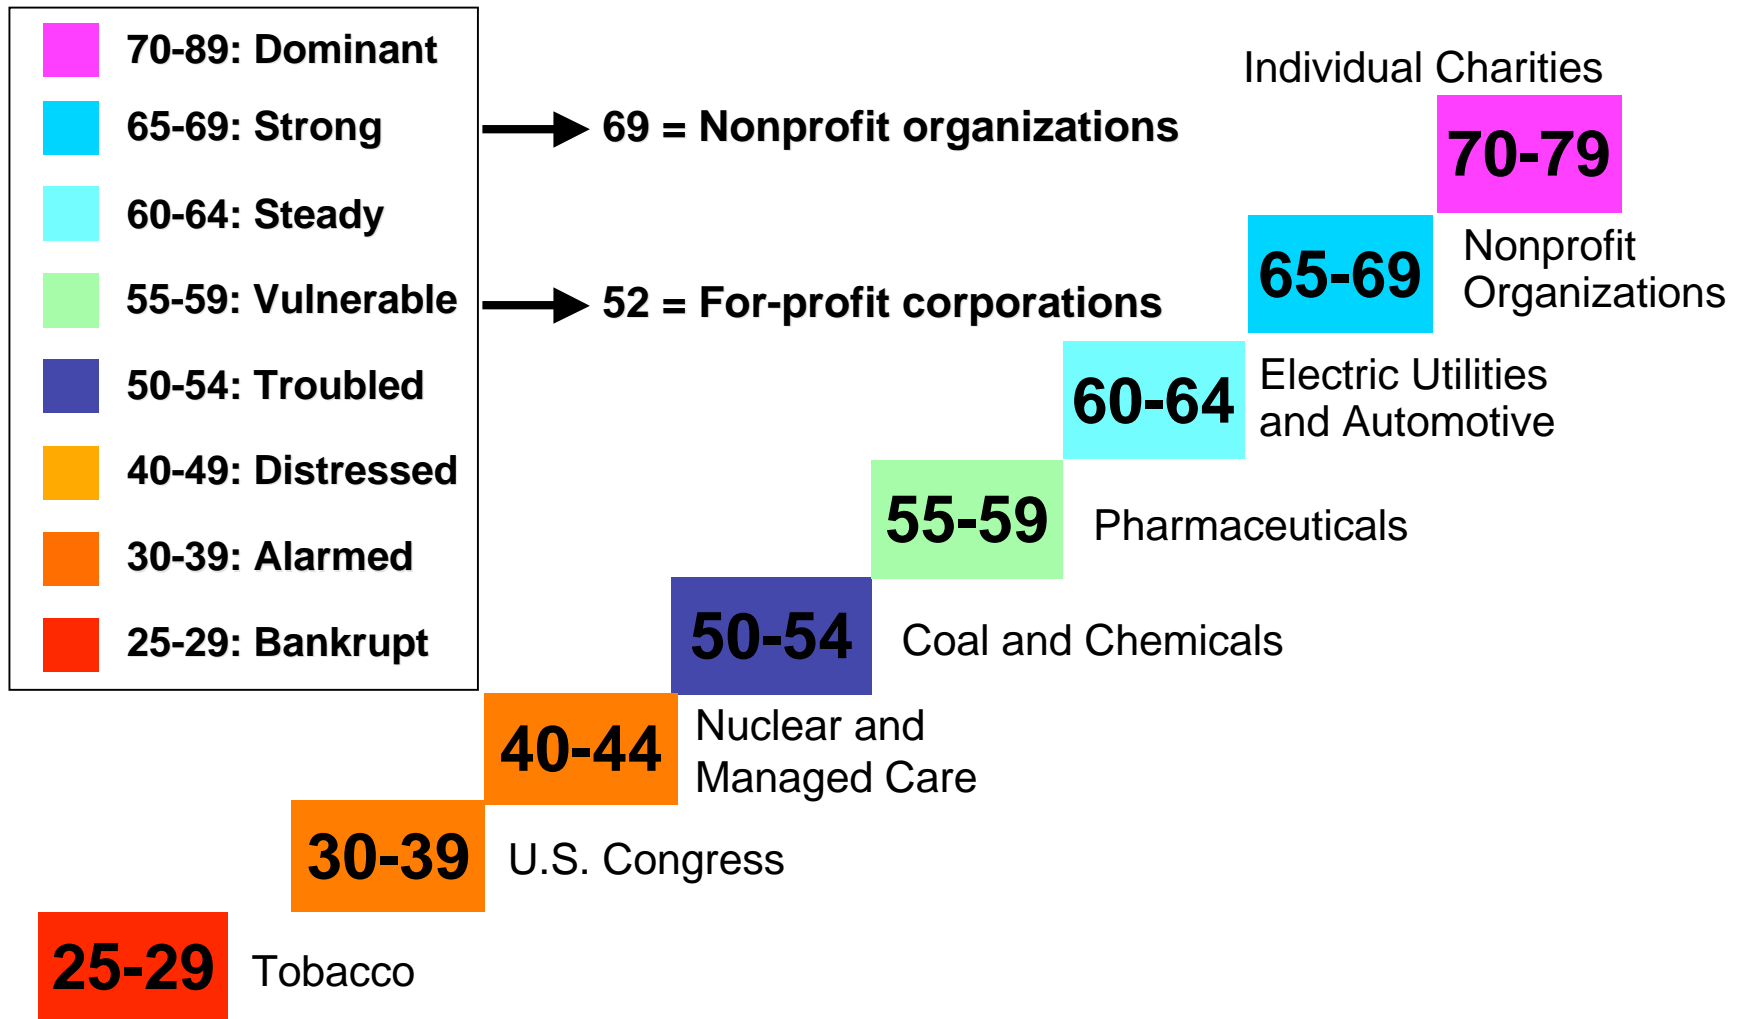 70-89: Dominant
65-69: Strong
60-64: Steady
55-59: Vulnerable
50-54: Troubled
40-49: Distressed
30-39: Alarmed
25-29: Bankrupt
69 = Nonprofit organizations
52 = For-profit corporations
Individual Charities
70-79
65-69
Nonprofit
Organizations
60-64
Electric Utilities
and Automotive
55-59
Pharmaceuticals
50-54
Coal and Chemicals
40-44
Nuclear and
Managed Care
30-39
U.S. Congress
25-29
Tobacco